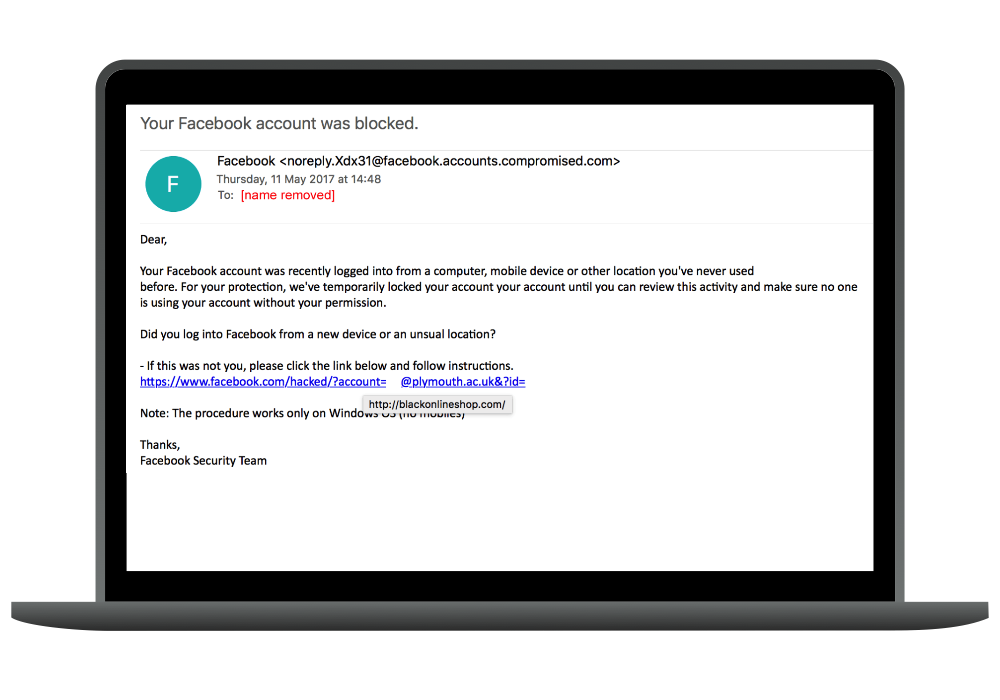 Your Facebook account was blocked.
F
Facebook <noreply.Xdx31@facebook.accounts.compromised.com>
Thursday, 11 May 2017 at 14:48
To: [name removed]
Dear,
Your Facebook account was recently logged into from a computer, mobile device or other location you've never used
before. For your protection, we've temporarily locked your account your account until you can review this activity and make sure no one
is using your account without your permission.
Did you log into Facebook from a new device or an unsual location?
- If this was not you, please click the link below and follow instructions.
https://www.facebook.com/hacked/?account= @plymouth.ac.uk&?id=
http://blackonlineshop.com/
Note: The procedure works only on Windows OS (no mobiles)
Thanks,
Facebook Security Team